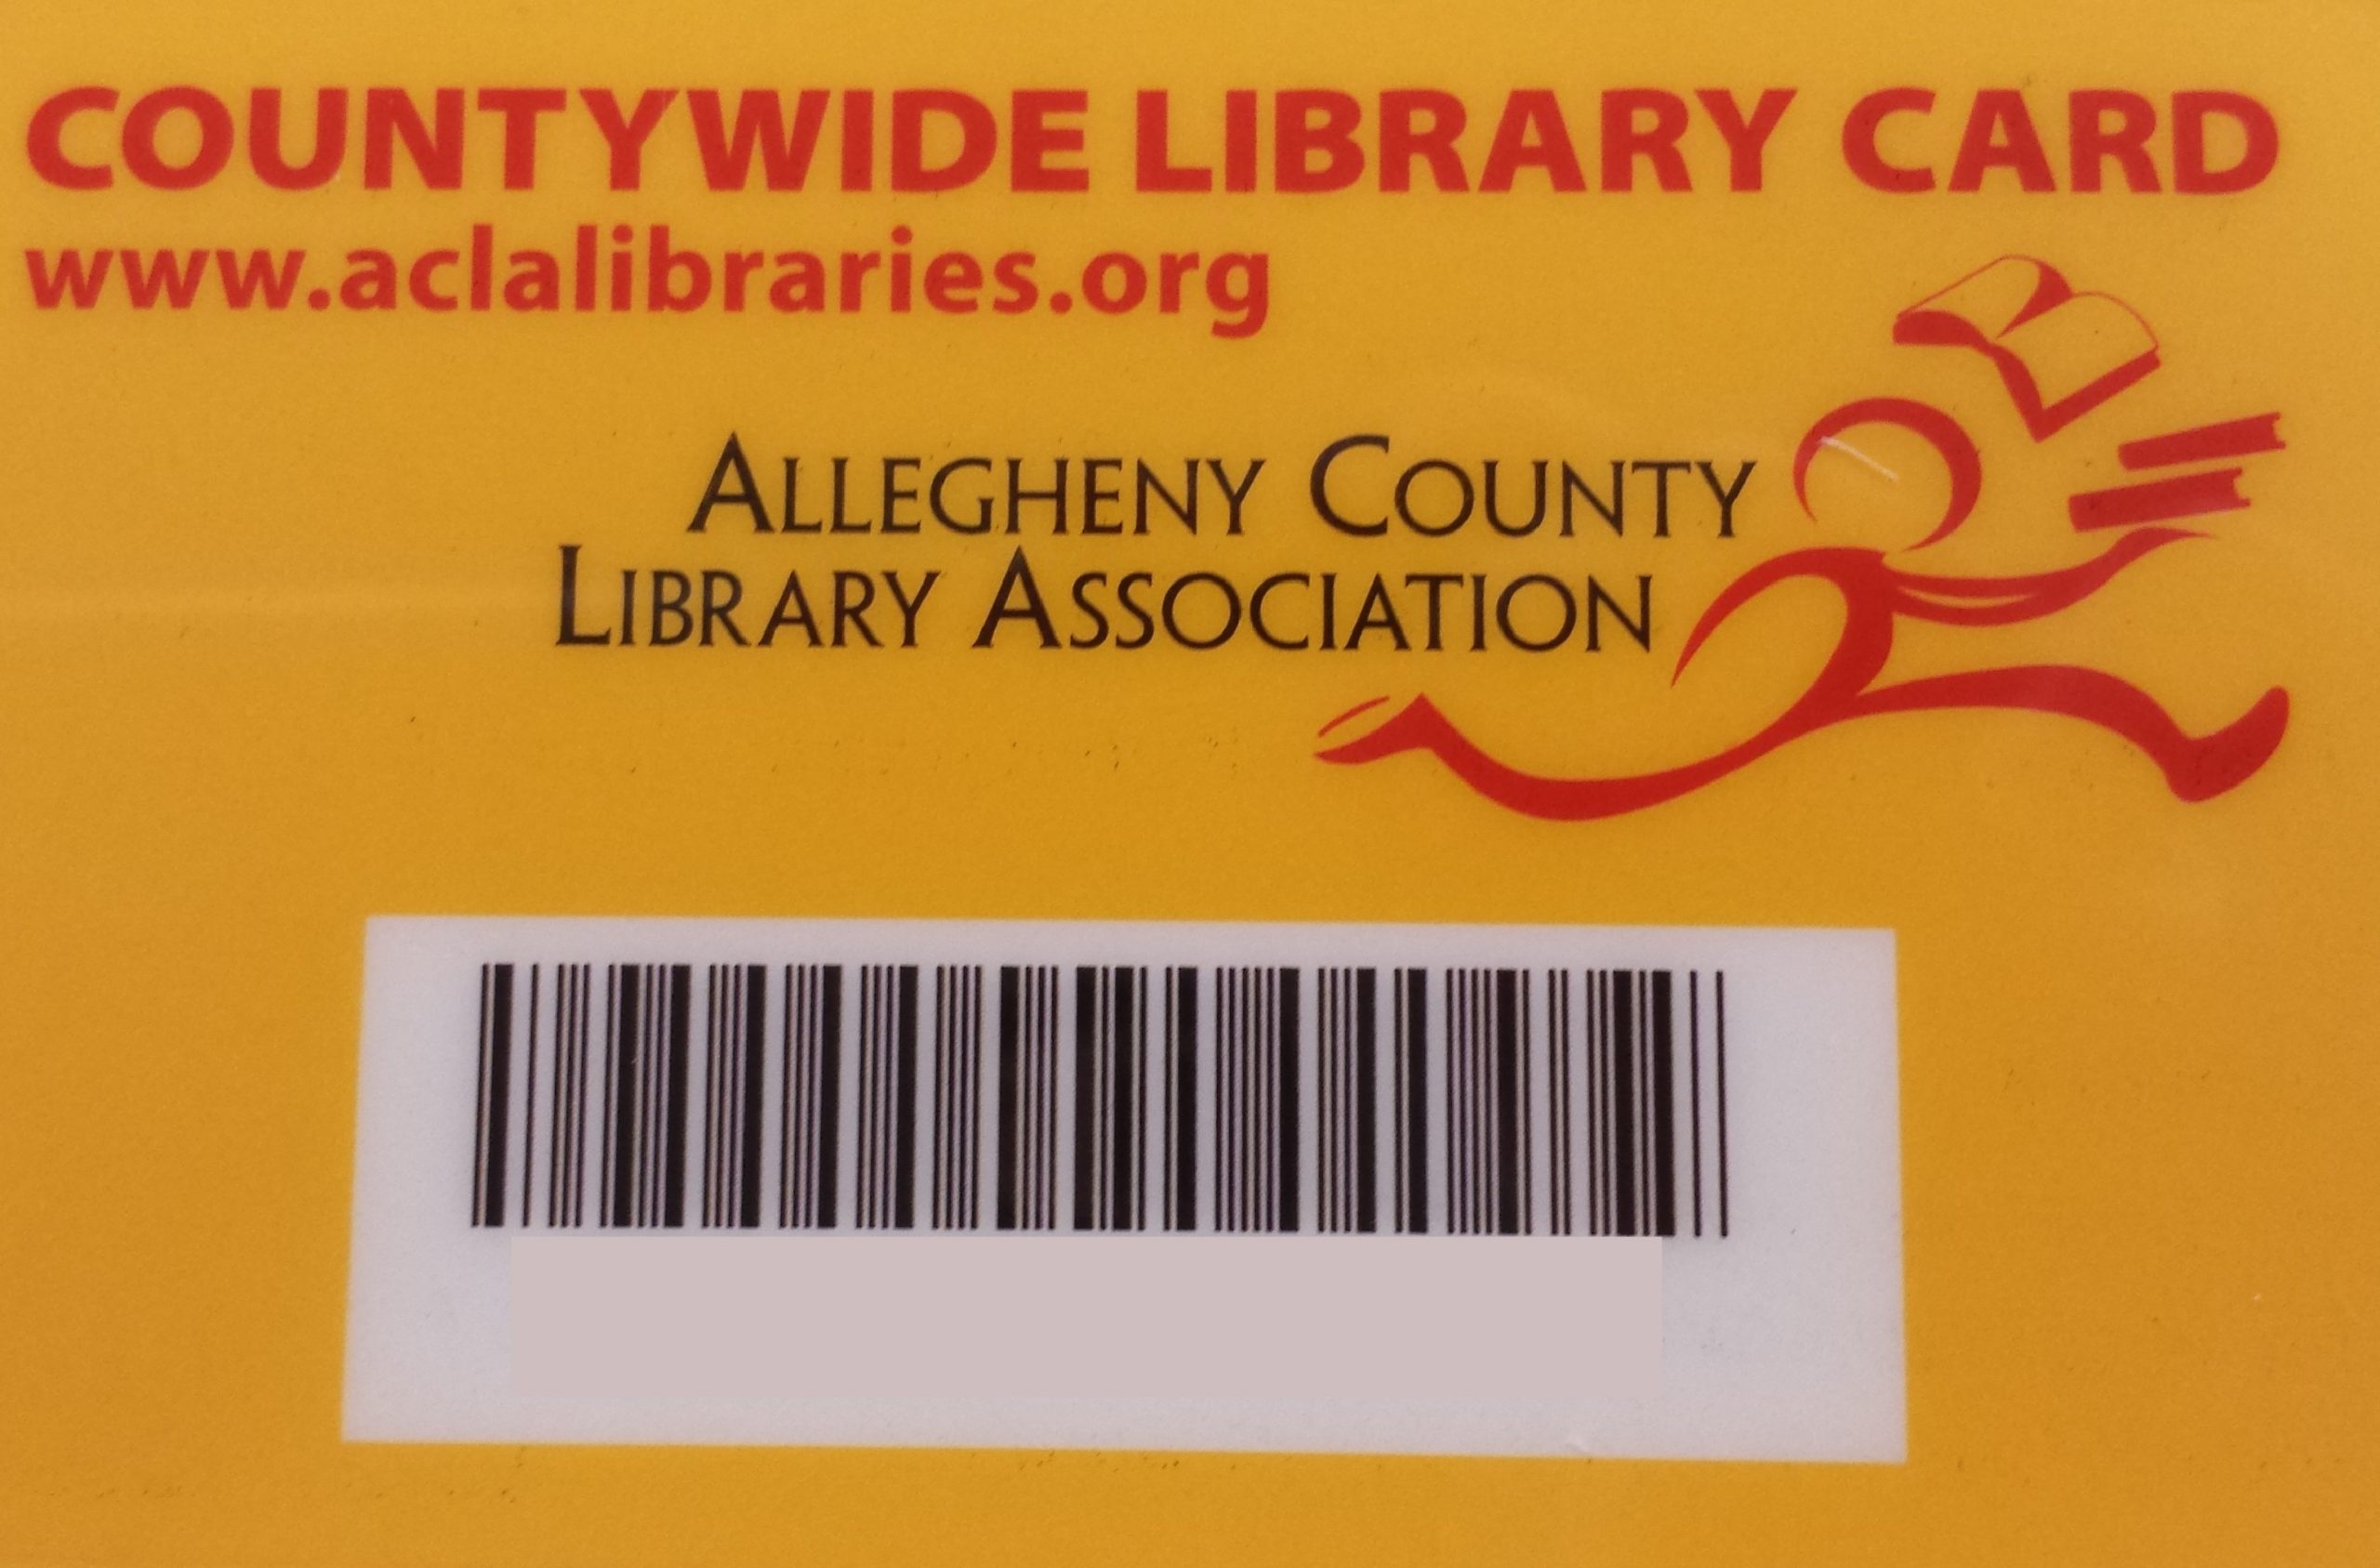 COUNTYWIDE LIBRARY CARD
www.aclalibraries.org
ALLEGHENY COUNTY
LIBRARY ASSOCIATION